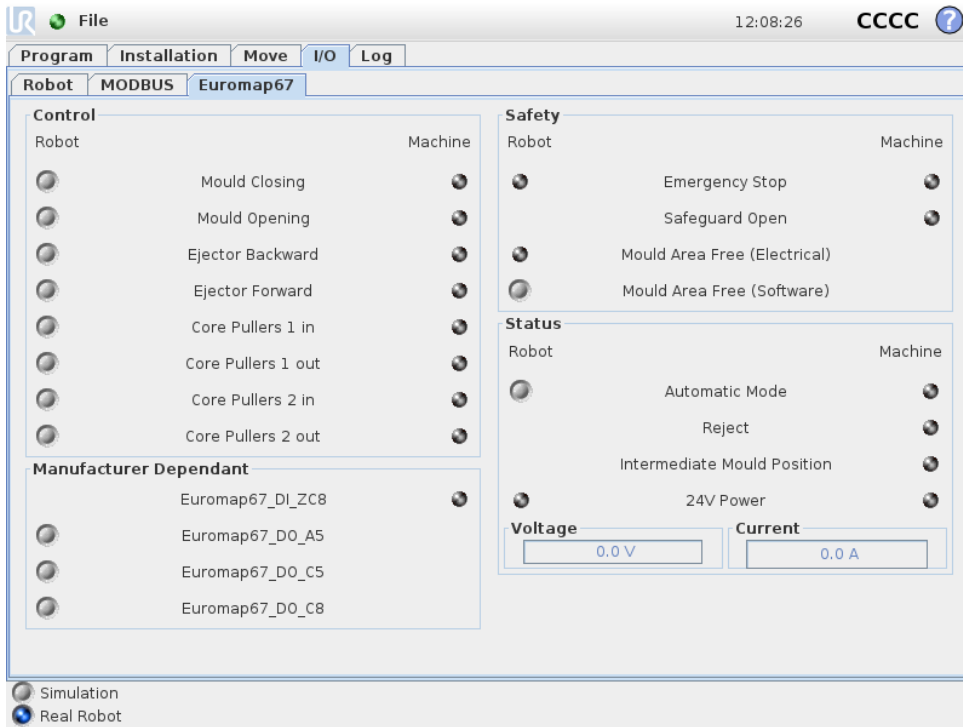 UR File 12:08:26 CCCC ?
Program Installation Move I/O Log
Robot MODBUS Euromap67
Control
Robot Machine
Mould Closing
Mould Opening
Ejector Backward
Ejector Forward
Core Pullers 1 in
Core Pullers 1 out
Core Pullers 2 in
Core Pullers 2 out
Manufacturer Dependant
Euromap67_DI_ZC8
Euromap67_DO_A5
Euromap67_DO_C5
Euromap67_DO_C8
Safety
Robot Machine
Emergency Stop
Safeguard Open
Mould Area Free (Electrical)
Mould Area Free (Software)
Status
Robot Machine
Automatic Mode
Reject
Intermediate Mould Position
24V Power
Voltage Current
0.0 V 0.0 A
Simulation
Real Robot